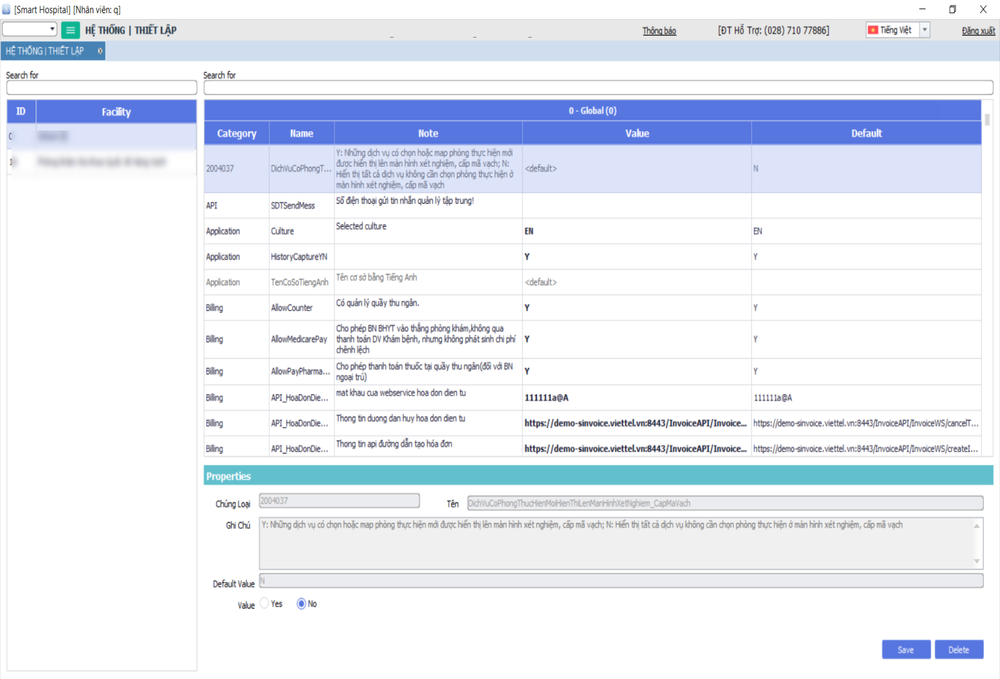 [Smart Hospital] [Nhân viên: q]
HỆ THỐNG | THIẾT LẬP
Thông báo
[ĐT Hỗ Trợ: (028) 710 77886]
Tiếng Việt
Đăng xuất
HỆ THỐNG | THIẾT LẬP
Search for
Search for
ID Facility
0 - Global (0)
Category Name Note Value Default
2004037 DichVuCoPhongT...
Y: Những dịch vụ có chọn hoặc map phòng thực hiện mới
được hiển thị lên màn hình xét nghiệm, cấp mã vạch; N:
Hiển thị tất cả dịch vụ không cần chọn phòng thực hiện ở
màn hình xét nghiệm, cấp mã vạch
<default> N
API SDTSendMess Số điện thoại gửi tin nhắn quản lý tập trung!
Application Culture Selected culture EN EN
Application HistoryCaptureYN Y Y
Application TenCoSoTiengAnh Tên cơ sở bằng Tiếng Anh <default>
Billing AllowCounter Có quản lý quầy thu ngân. Y Y
Billing AllowMedicarePay
Cho phép BN BHYT vào thẳng phòng khám,không qua
thanh toán DV Khám bệnh, nhưng không phát sinh chi phí
chênh lệch
Y Y
Billing AllowPayPharma...
Cho phép thanh toán thuốc tại quầy thu ngân(đối với BN
ngoại trú)
Y Y
Billing API_HoaDonDie... mat khau cua webservice hoa don dien tu 111111a@A 111111a@A
Billing API_HoaDonDie... Thong tin duong dan huy hoa don dien tu https://demo-sinvoice.viettel.vn:8443/InvoiceAPI/Invoice... https://demo-sinvoice.viettel.vn:8443/InvoiceAPI/InvoiceWS/cancelT...
Billing API_HoaDonDie... Thong tin api đường dẫn tạo hóa đơn https://demo-sinvoice.viettel.vn:8443/InvoiceAPI/Invoice... https://demo-sinvoice.viettel.vn:8443/InvoiceAPI/InvoiceWS/createI...
Properties
Chủng Loại 2004037 Tên DichVuCoPhongThucHienMoiHienThiLenManHinhXetNghiem_CapMaVach
Ghi Chú Y: Những dịch vụ có chọn hoặc map phòng thực hiện mới được hiển thị lên màn hình xét nghiệm, cấp mã vạch; N: Hiển thị tất cả dịch vụ không cần chọn phòng thực hiện ở màn hình xét nghiệm, cấp mã vạch
Default Value N
Value Yes No
Save Delete